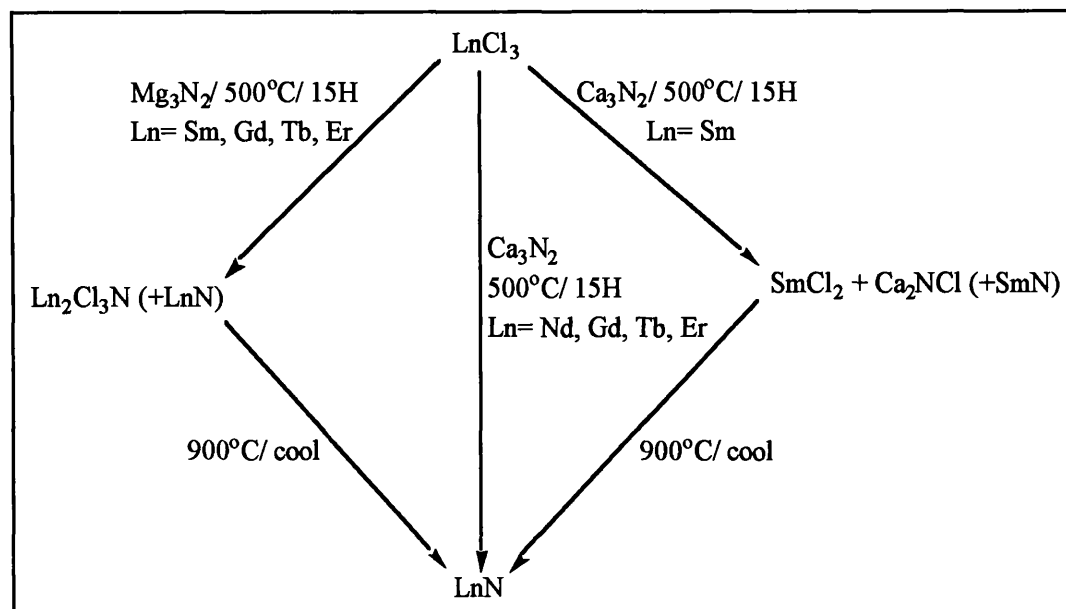 LnCl₃
Mg₃N₂/ 500°C/ 15H
Ln= Sm, Gd, Tb, Er
Ca₃N₂/ 500°C/ 15H
Ln= Sm
Ca₃N₂
500°C/ 15H
Ln= Nd, Gd, Tb, Er
Ln₂Cl₃N (+LnN)
SmCl₂ + Ca₂NCl (+SmN)
900°C/ cool
900°C/ cool
LnN